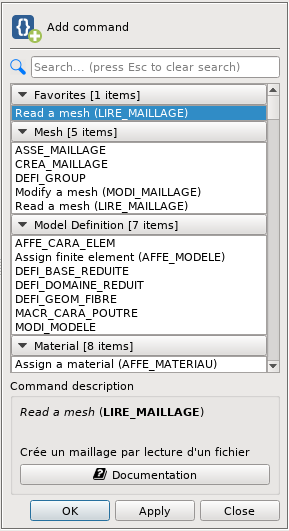 Add command
Search... (press Esc to clear search)
Favorites [1 items]
Read a mesh (LIRE_MAILLAGE)
Mesh [5 items]
ASSE_MAILLAGE
CREA_MAILLAGE
DEFI_GROUP
Modify a mesh (MODI_MAILLAGE)
Read a mesh (LIRE_MAILLAGE)
Model Definition [7 items]
AFFE_CARA_ELEM
Assign finite element (AFFE_MODELE)
DEFI_BASE_REDUITE
DEFI_DOMAINE_REDUIT
DEFI_GEOM_FIBRE
MACR_CARA_POUTRE
MODI_MODELE
Material [8 items]
Assign a material (AFFE_MATERIAU)
Command description
Read a mesh (LIRE_MAILLAGE)
Crée un maillage par lecture d'un fichier
Documentation
OK
Apply
Close